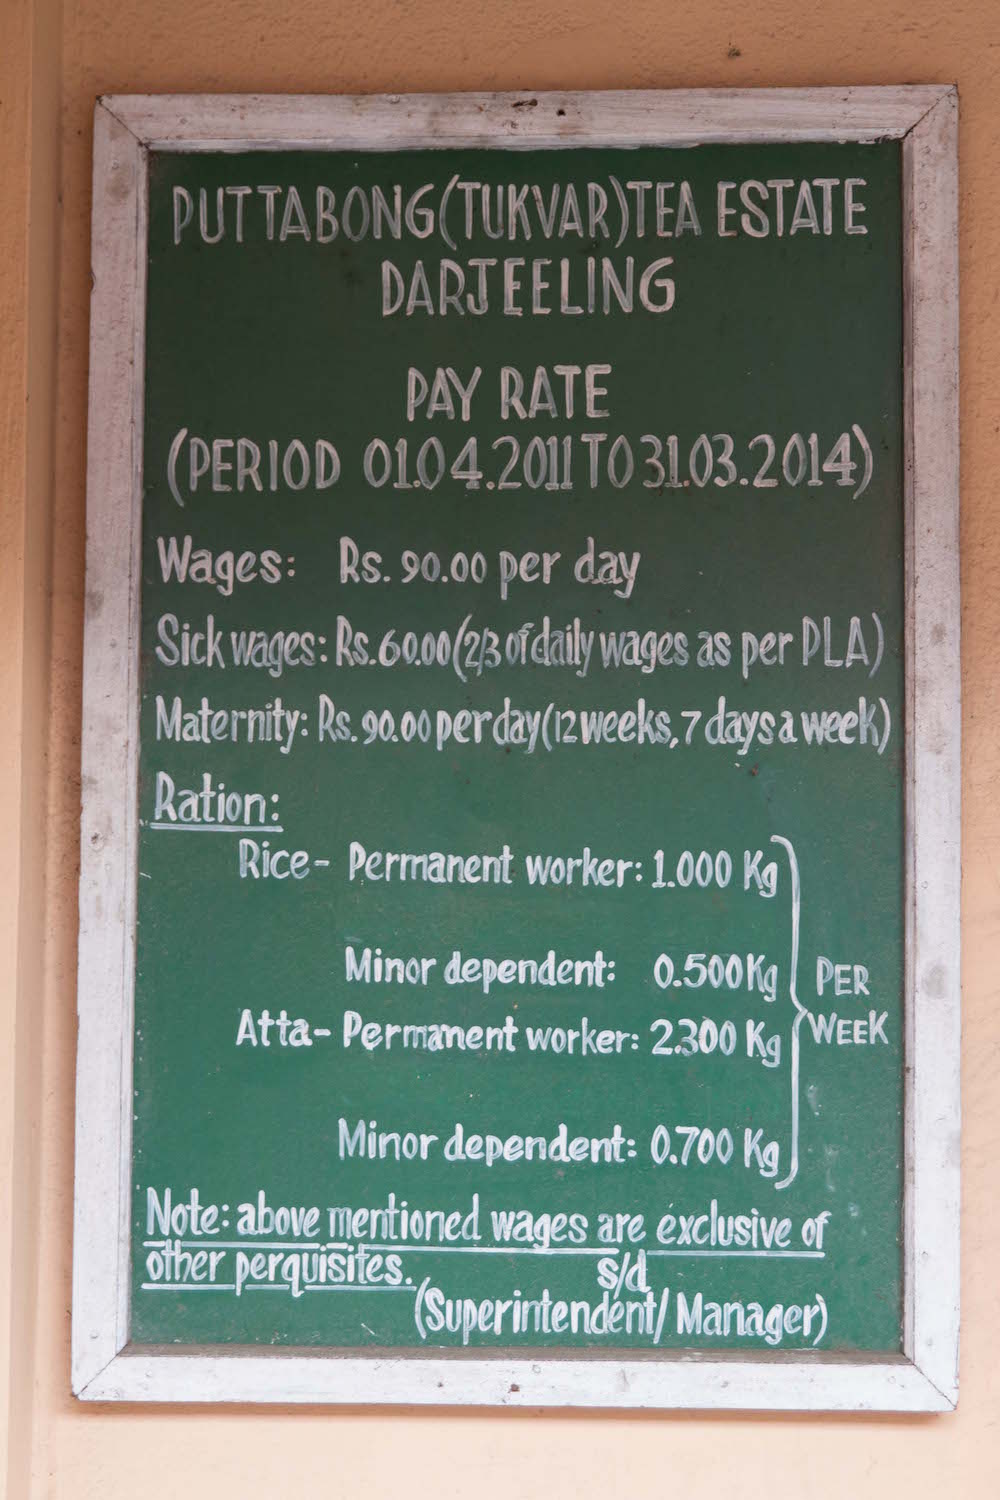 PUTTABONG(TUKVAR)TEA ESTATE
DARJEELING
PAY RATE
(PERIOD 01.04.2011 TO 31.03.2014)
Wages: Rs. 90.00 per day
Sick wages: Rs.60.00(2/3 of daily wages as per PLA)
Maternity: Rs. 90.00 per day(12 weeks, 7 days a week)
Ration:
Rice- Permanent worker: 1.000 Kg
Minor dependent: 0.500 Kg
PER
WEEK
Atta- Permanent worker: 2.300 Kg
Minor dependent: 0.700 Kg
Note: above mentioned wages are exclusive of
other perquisites.
s/d
(Superintendent/ Manager)